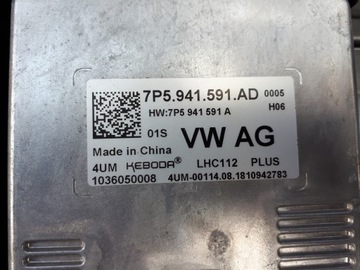 7P5.941.591.AD 0005
HW:7P5 941 591 A H06
01S VW AG
Made in China
4UM KEBODA® LHC112 PLUS
1036050008 4UM-00114.08.1810942783